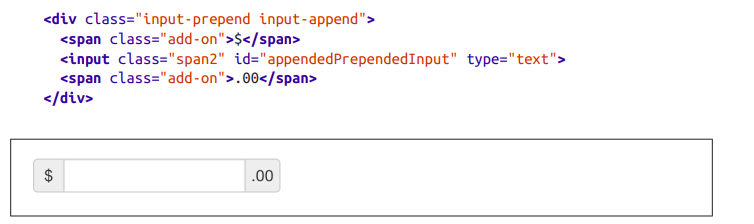 <div class="input-prepend input-append">
<span class="add-on">$</span>
<input class="span2" id="appendedPrependedInput" type="text">
<span class="add-on">.00</span>
</div>
$ .00